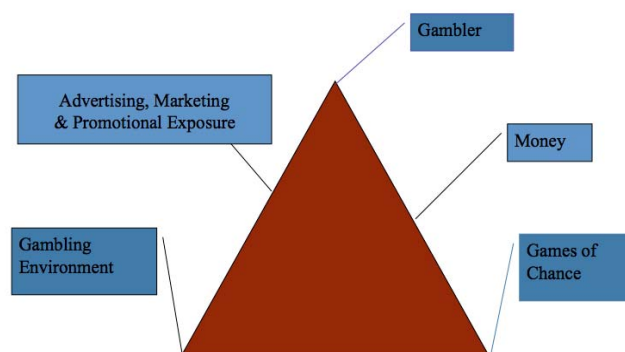 Gambler
Advertising, Marketing
& Promotional Exposure
Money
Gambling
Environment
Games of
Chance